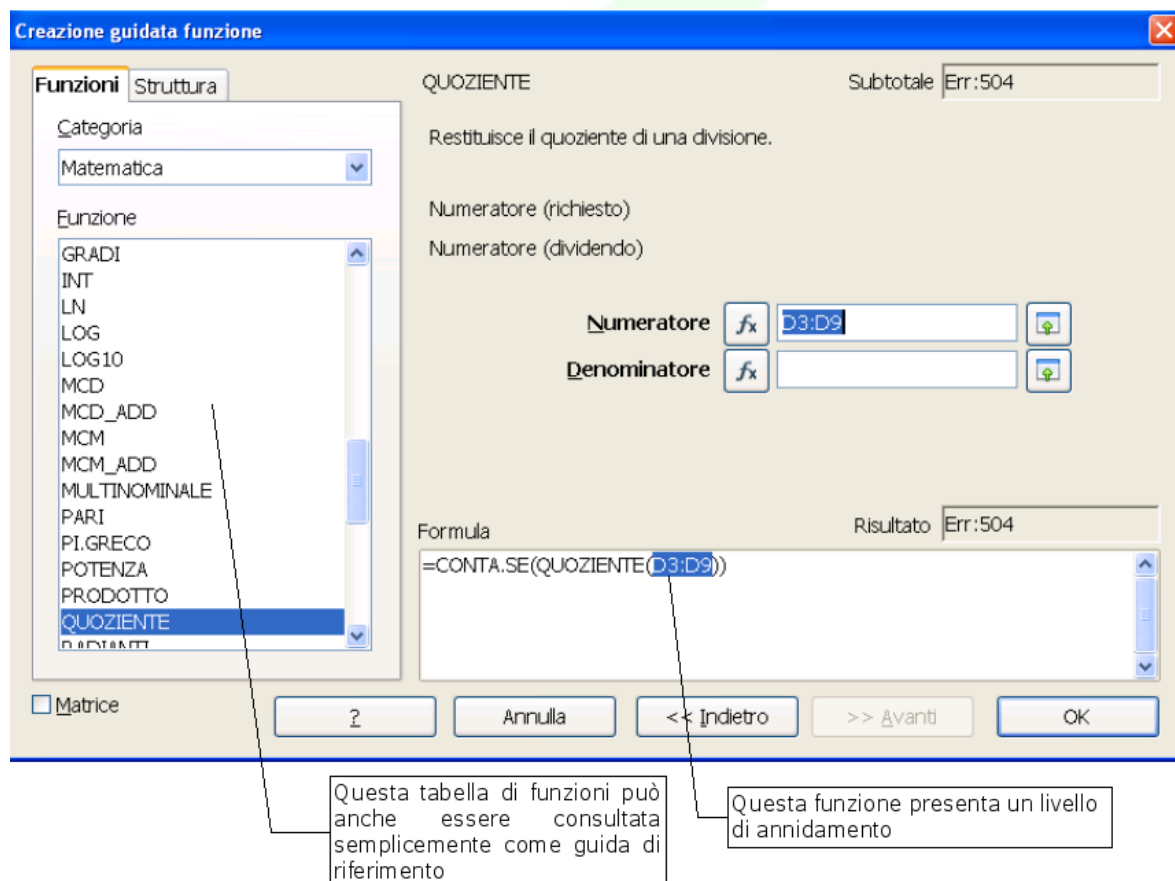 Creazione guidata funzione
Funzioni Struttura
Categoria
Matematica
Funzione
GRADI
INT
LN
LOG
LOG10
MCD
MCD_ADD
MCM
MCM_ADD
MULTINOMINALE
PARI
PI.GRECO
POTENZA
PRODOTTO
QUOZIENTE
RADIANTI
Matrice
QUOZIENTE
Subtotale Err:504
Restituisce il quoziente di una divisione.
Numeratore (richiesto)
Numeratore (dividendo)
Numeratore fx D3:D9
Denominatore fx
Formula
Risultato Err:504
=CONTA.SE(QUOZIENTE(D3:D9))
? Annulla << Indietro >> Avanti OK
Questa tabella di funzioni può
anche essere consultata
semplicemente come guida di
riferimento
Questa funzione presenta un livello
di annidamento